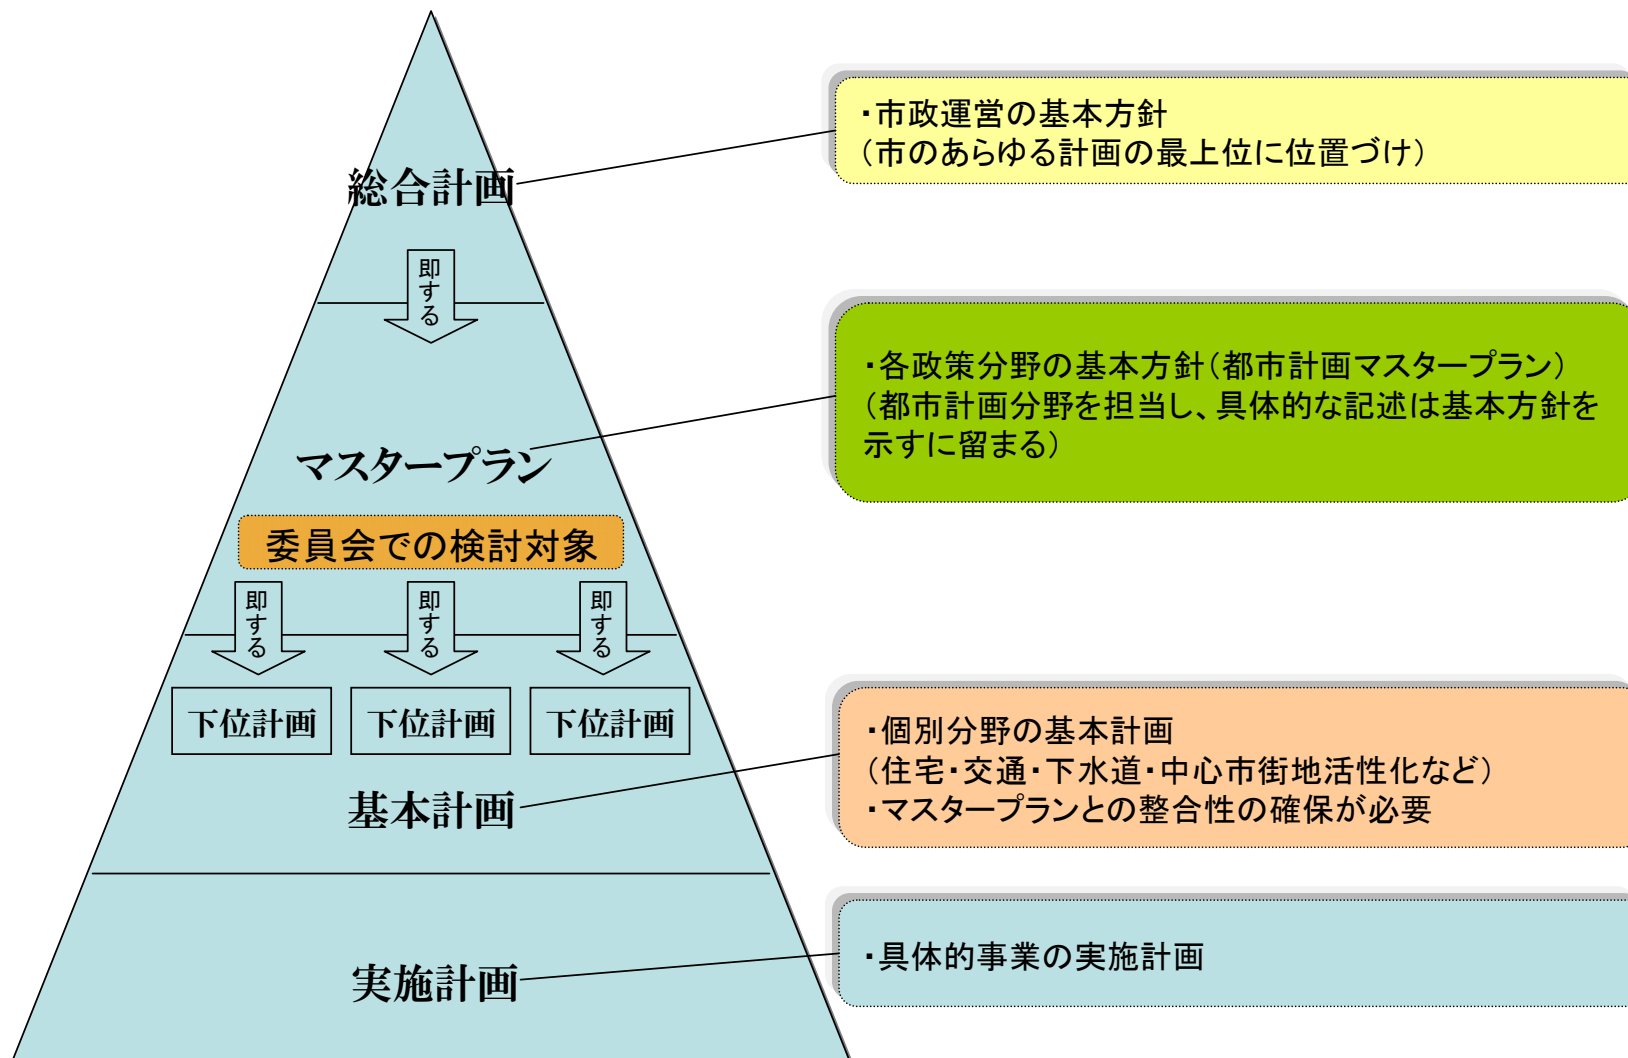 総合計画
・市政運営の基本方針
（市のあらゆる計画の最上位に位置づけ）
即する
マスタープラン
・各政策分野の基本方針（都市計画マスタープラン）
（都市計画分野を担当し、具体的な記述は基本方針を
示すに留まる）
委員会での検討対象
即する
即する
即する
下位計画
下位計画
下位計画
基本計画
・個別分野の基本計画
（住宅・交通・下水道・中心市街地活性化など）
・マスタープランとの整合性の確保が必要
実施計画
・具体的事業の実施計画